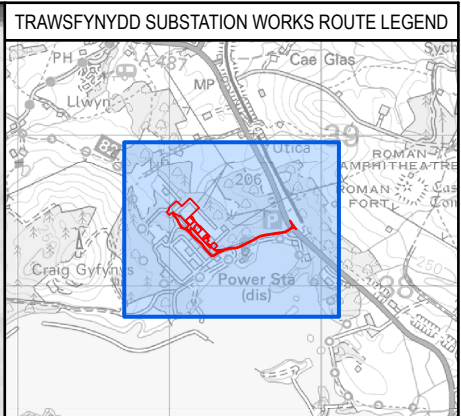 TRAWSFYNYDD SUBSTATION WORKS ROUTE LEGEND
PH
A 487
Cae Glas
MP
Llwyn
39
Utica
ROMAN
AMPHITHEATRE
206
ROMAN
FORT
P
Craig Gyfynys
Power Sta
(dis)
250
38